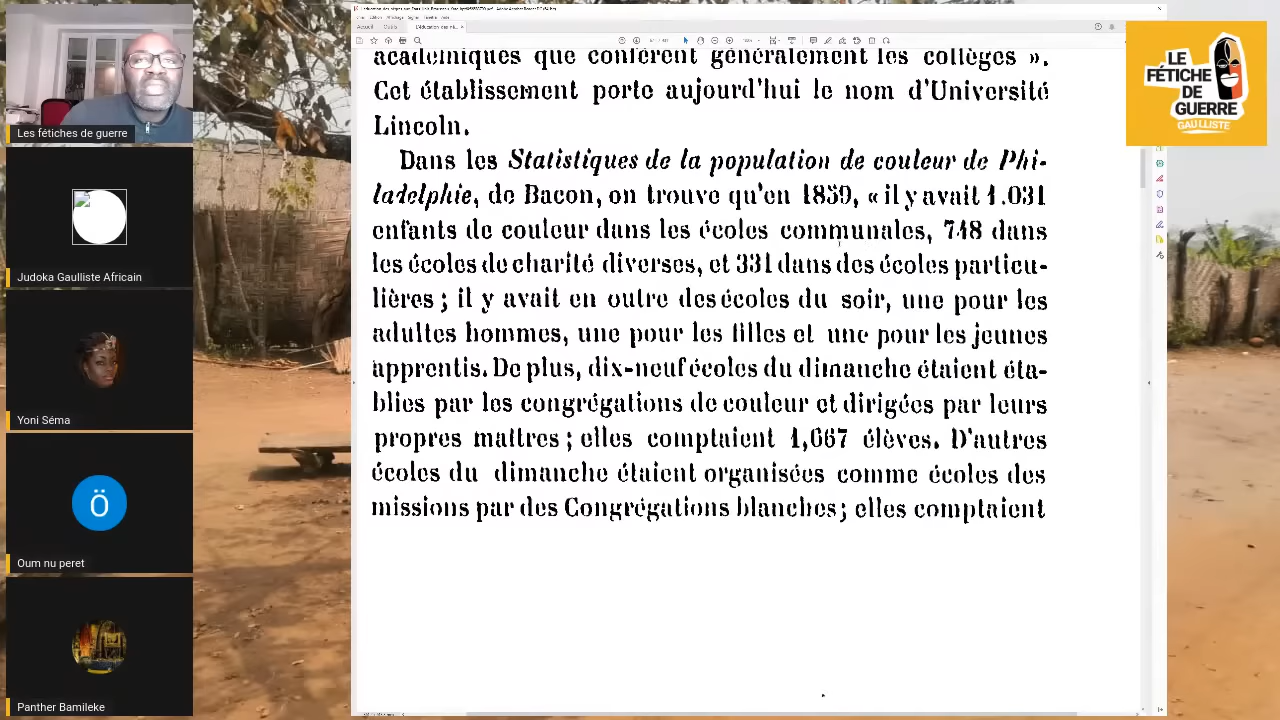 Les fétiches de guerre
Judoka Gaulliste Africain
Yoni Séma
Ö
Oum nu peret
Panther Bamileke
Accueil Outils
académiques que confèrent généralement les collèges ».
Cet établissement porte aujourd'hui le nom d'Université
Lincoln.
Dans les Statistiques de la population de couleur de Phi-
ladelphie, de Bacon, on trouve qu'en 1859, « il y avait 1.031
enfants de couleur dans les écoles communales, 748 dans
les écoles de charité diverses, et 331 dans des écoles particu-
lières ; il y avait en outre des écoles du soir, une pour les
adultes hommes, une pour les filles et une pour les jeunes
apprentis. De plus, dix-neuf écoles du dimanche étaient éta-
blies par les congrégations de couleur et dirigées par leurs
propres maîtres ; elles comptaient 1,667 élèves. D'autres
écoles du dimanche étaient organisées comme écoles des
missions par des Congrégations blanches ; elles comptaient
LE
FÉTICHE
DE
GUERRE
GAULLISTE